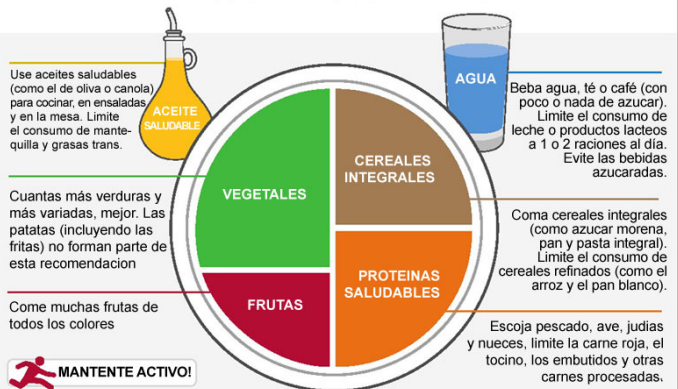 Use aceites saludables
(como el de oliva o canola)
para cocinar, en ensaladas
y en la mesa. Limite
el consumo de mante-
quilla y grasas trans.
ACEITE
SALUDABLE
AGUA
Beba agua, té o café (con
poco o nada de azucar).
Limite el consumo de
leche o productos lacteos
a 1 o 2 raciones al día.
Evite las bebidas
azucaradas.
VEGETALES
CEREALES
INTEGRALES
Cuantas más verduras y
más variadas, mejor. Las
patatas (incluyendo las
fritas) no forman parte de
esta recomendacion
Coma cereales integrales
(como azucar morena,
pan y pasta integral).
Limite el consumo de
cereales refinados (como el
arroz y el pan blanco).
FRUTAS
PROTEINAS
SALUDABLES
Come muchas frutas de
todos los colores
Escoja pescado, ave, judias
y nueces, limite la carne roja, el
tocino, los embutidos y otras
carnes procesadas.
MANTENTE ACTIVO!